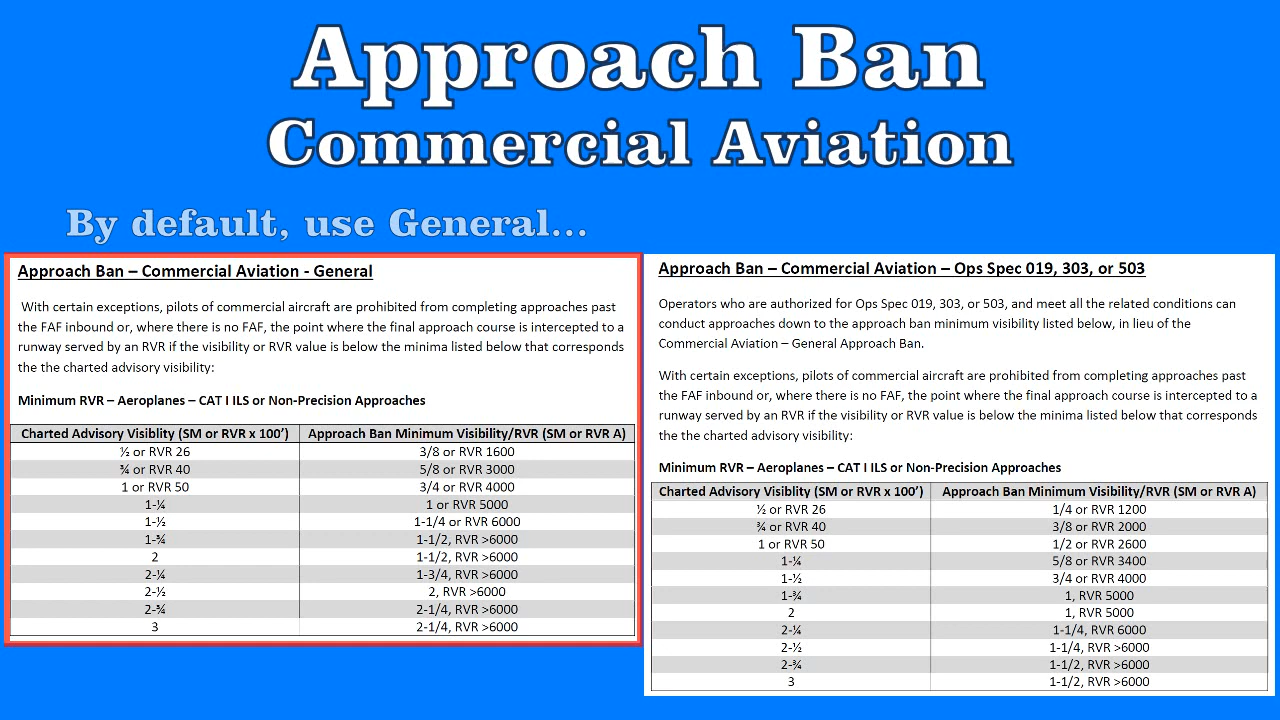 Approach Ban
Commercial Aviation
By default, use General...
Approach Ban – Commercial Aviation - General
With certain exceptions, pilots of commercial aircraft are prohibited from completing approaches past
the FAF inbound or, where there is no FAF, the point where the final approach course is intercepted to a
runway served by an RVR if the visibility or RVR value is below the minima listed below that corresponds
the the charted advisory visibility:
Minimum RVR – Aeroplanes – CAT I ILS or Non-Precision Approaches
Charted Advisory Visiblity (SM or RVR x 100’) Approach Ban Minimum Visibility/RVR (SM or RVR A)
½ or RVR 26 3/8 or RVR 1600
¾ or RVR 40 5/8 or RVR 3000
1 or RVR 50 3/4 or RVR 4000
1-¼ 1 or RVR 5000
1-½ 1-1/4 or RVR 6000
1-¾ 1-1/2, RVR >6000
2 1-1/2, RVR >6000
2-¼ 1-3/4, RVR >6000
2-½ 2, RVR >6000
2-¾ 2-1/4, RVR >6000
3 2-1/4, RVR >6000
Approach Ban – Commercial Aviation – Ops Spec 019, 303, or 503
Operators who are authorized for Ops Spec 019, 303, or 503, and meet all the related conditions can
conduct approaches down to the approach ban minimum visibility listed below, in lieu of the
Commercial Aviation – General Approach Ban.
With certain exceptions, pilots of commercial aircraft are prohibited from completing approaches past
the FAF inbound or, where there is no FAF, the point where the final approach course is intercepted to a
runway served by an RVR if the visibility or RVR value is below the minima listed below that corresponds
the the charted advisory visibility:
Minimum RVR – Aeroplanes – CAT I ILS or Non-Precision Approaches
Charted Advisory Visiblity (SM or RVR x 100’) Approach Ban Minimum Visibility/RVR (SM or RVR A)
½ or RVR 26 1/4 or RVR 1200
¾ or RVR 40 3/8 or RVR 2000
1 or RVR 50 1/2 or RVR 2600
1-¼ 5/8 or RVR 3400
1-½ 3/4 or RVR 4000
1-¾ 1, RVR 5000
2 1, RVR 5000
2-¼ 1-1/4, RVR 6000
2-½ 1-1/4, RVR >6000
2-¾ 1-1/2, RVR >6000
3 1-1/2, RVR >6000